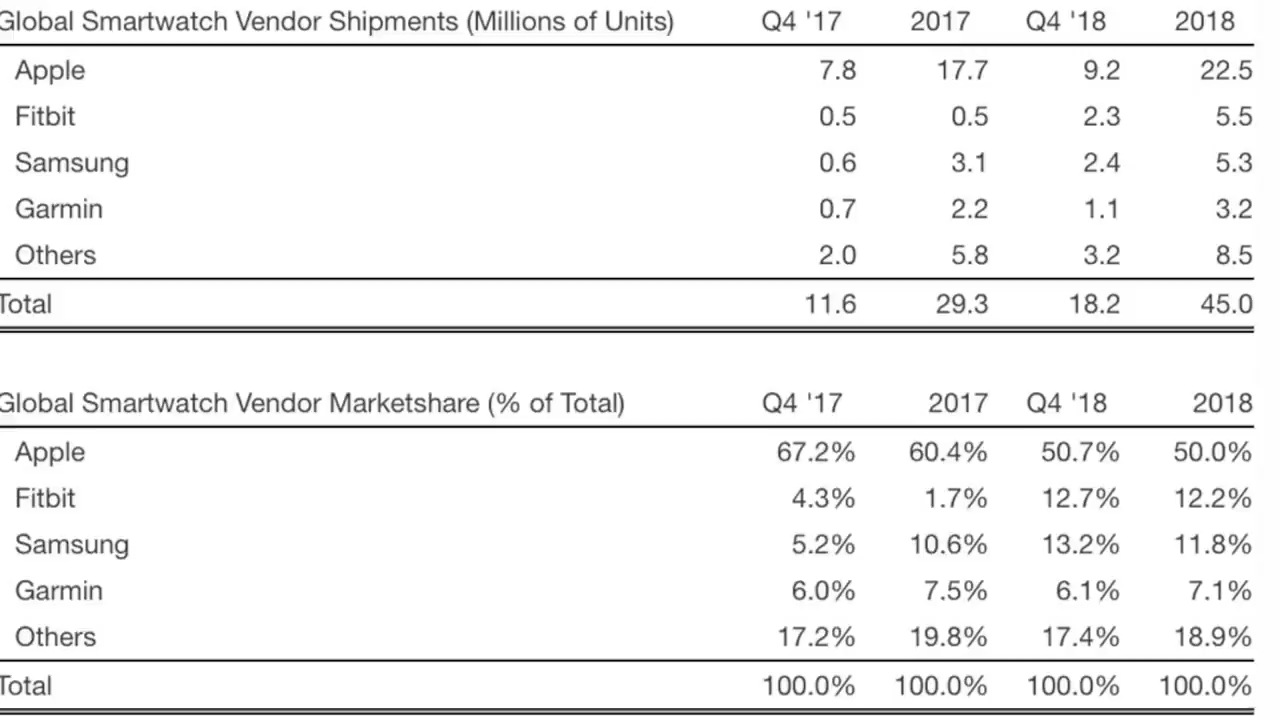 Global Smartwatch Vendor Shipments (Millions of Units) Q4 '17 2017 Q4 '18 2018
Apple 7.8 17.7 9.2 22.5
Fitbit 0.5 0.5 2.3 5.5
Samsung 0.6 3.1 2.4 5.3
Garmin 0.7 2.2 1.1 3.2
Others 2.0 5.8 3.2 8.5
Total 11.6 29.3 18.2 45.0
Global Smartwatch Vendor Marketshare (% of Total) Q4 '17 2017 Q4 '18 2018
Apple 67.2% 60.4% 50.7% 50.0%
Fitbit 4.3% 1.7% 12.7% 12.2%
Samsung 5.2% 10.6% 13.2% 11.8%
Garmin 6.0% 7.5% 6.1% 7.1%
Others 17.2% 19.8% 17.4% 18.9%
Total 100.0% 100.0% 100.0% 100.0%